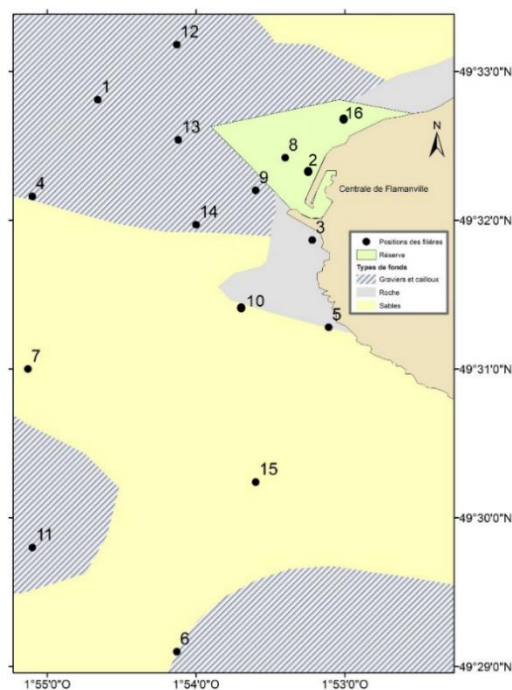 12
49°33'0"N
1
16
N
13
8
2
9
Centrale de Flamanville
4
49°32'0"N
14
3
Positions des filières
Réserve
Types de fonds
Graviers et cailloux
Roche
Sables
10
5
7
49°31'0"N
15
49°30'0"N
11
6
49°29'0"N
1°55'0"O
1°54'0"O
1°53'0"O